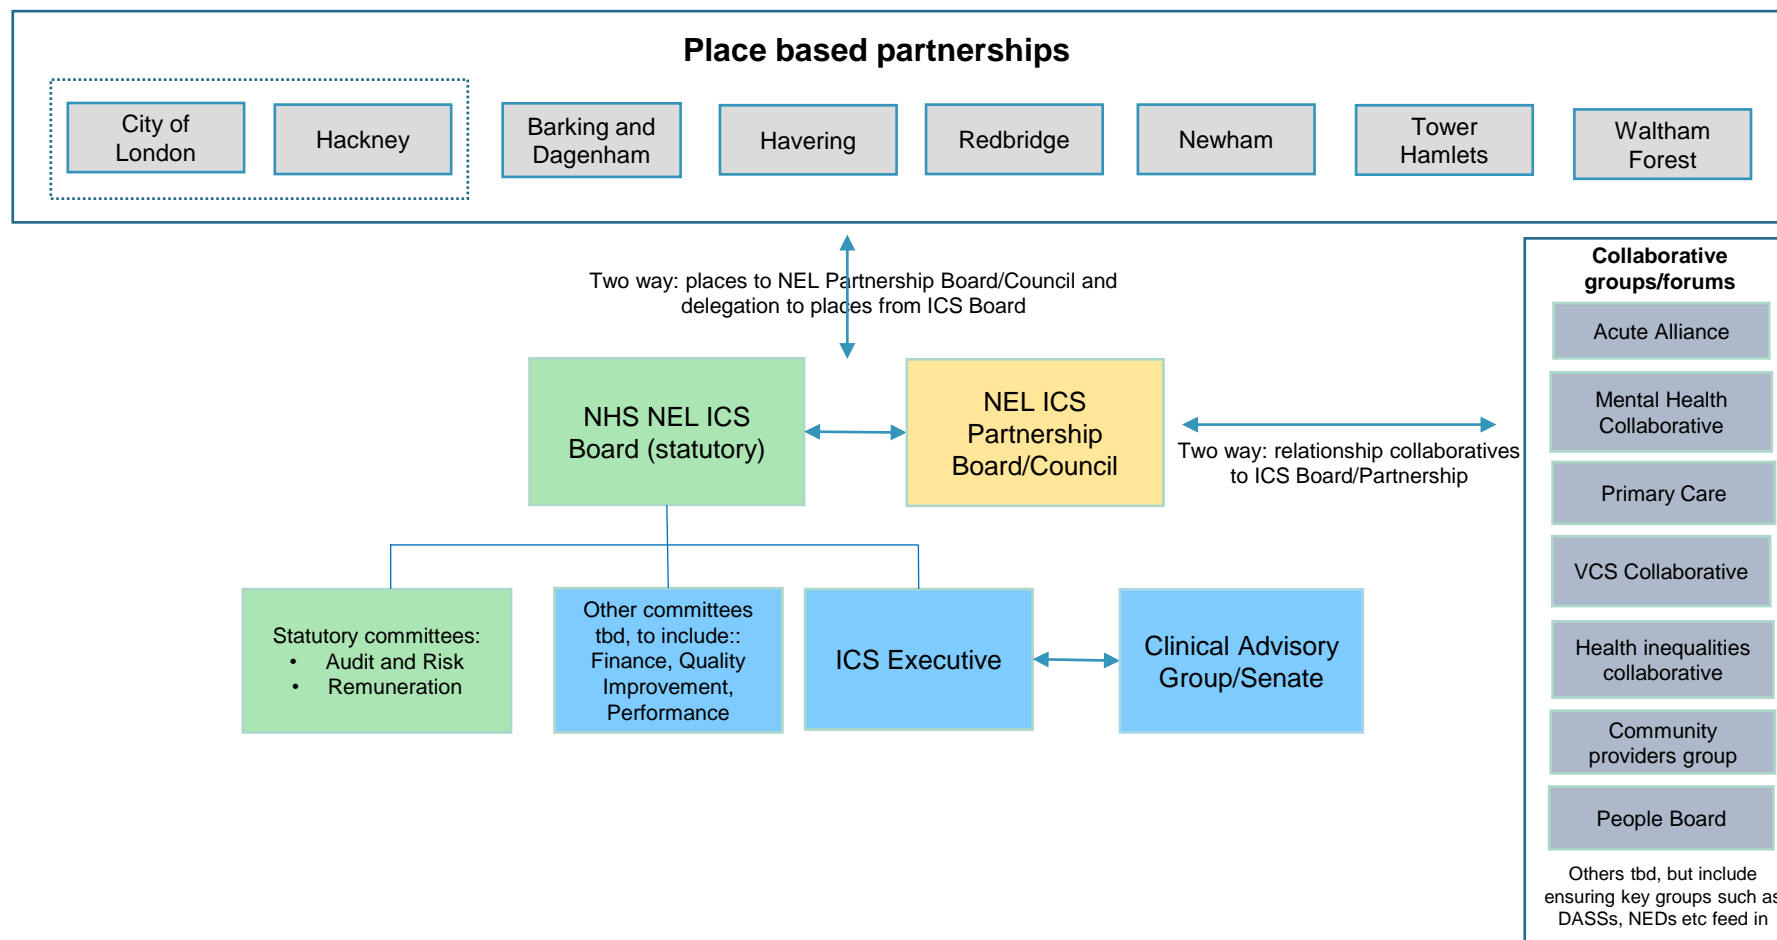 Place based partnerships
City of
London
Hackney
Barking and
Dagenham
Havering
Redbridge
Newham
Tower
Hamlets
Waltham
Forest
Two way: places to NEL Partnership Board/Council and
delegation to places from ICS Board
NHS NEL ICS
Board (statutory)
NEL ICS
Partnership
Board/Council
Two way: relationship collaboratives
to ICS Board/Partnership
Statutory committees:
• Audit and Risk
• Remuneration
Other committees
tbd, to include::
Finance, Quality
Improvement,
Performance
ICS Executive
Clinical Advisory
Group/Senate
Collaborative
groups/forums
Acute Alliance
Mental Health
Collaborative
Primary Care
VCS Collaborative
Health inequalities
collaborative
Community
providers group
People Board
Others tbd, but include
ensuring key groups such as
DASSs, NEDs etc feed in